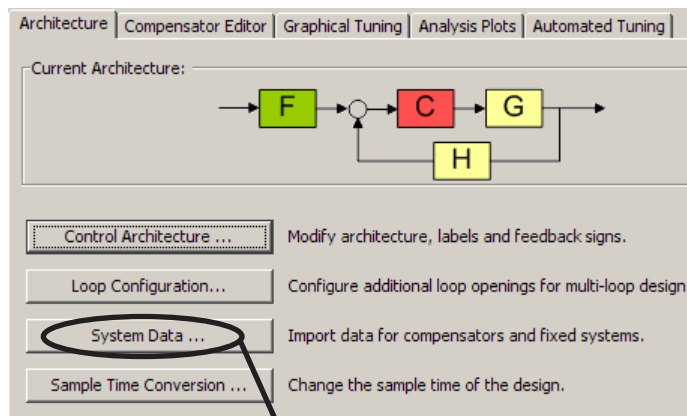 Architecture Compensator Editor Graphical Tuning Analysis Plots Automated Tuning
Current Architecture:
F C G
H
Control Architecture ... Modify architecture, labels and feedback signs.
Loop Configuration... Configure additional loop openings for multi-loop design
System Data ... Import data for compensators and fixed systems.
Sample Time Conversion ... Change the sample time of the design.